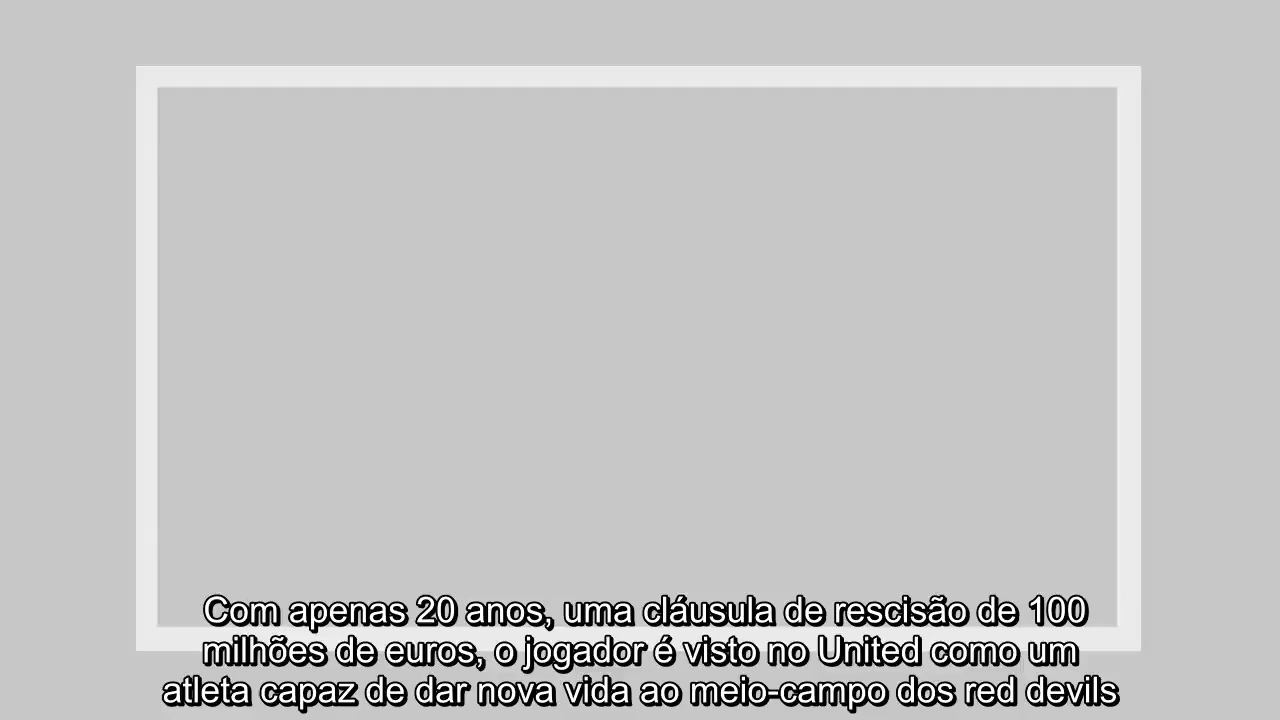 Com apenas 20 anos, uma cláusula de rescisão de 100
milhões de euros, o jogador é visto no United como um
atleta capaz de dar nova vida ao meio-campo dos red devils